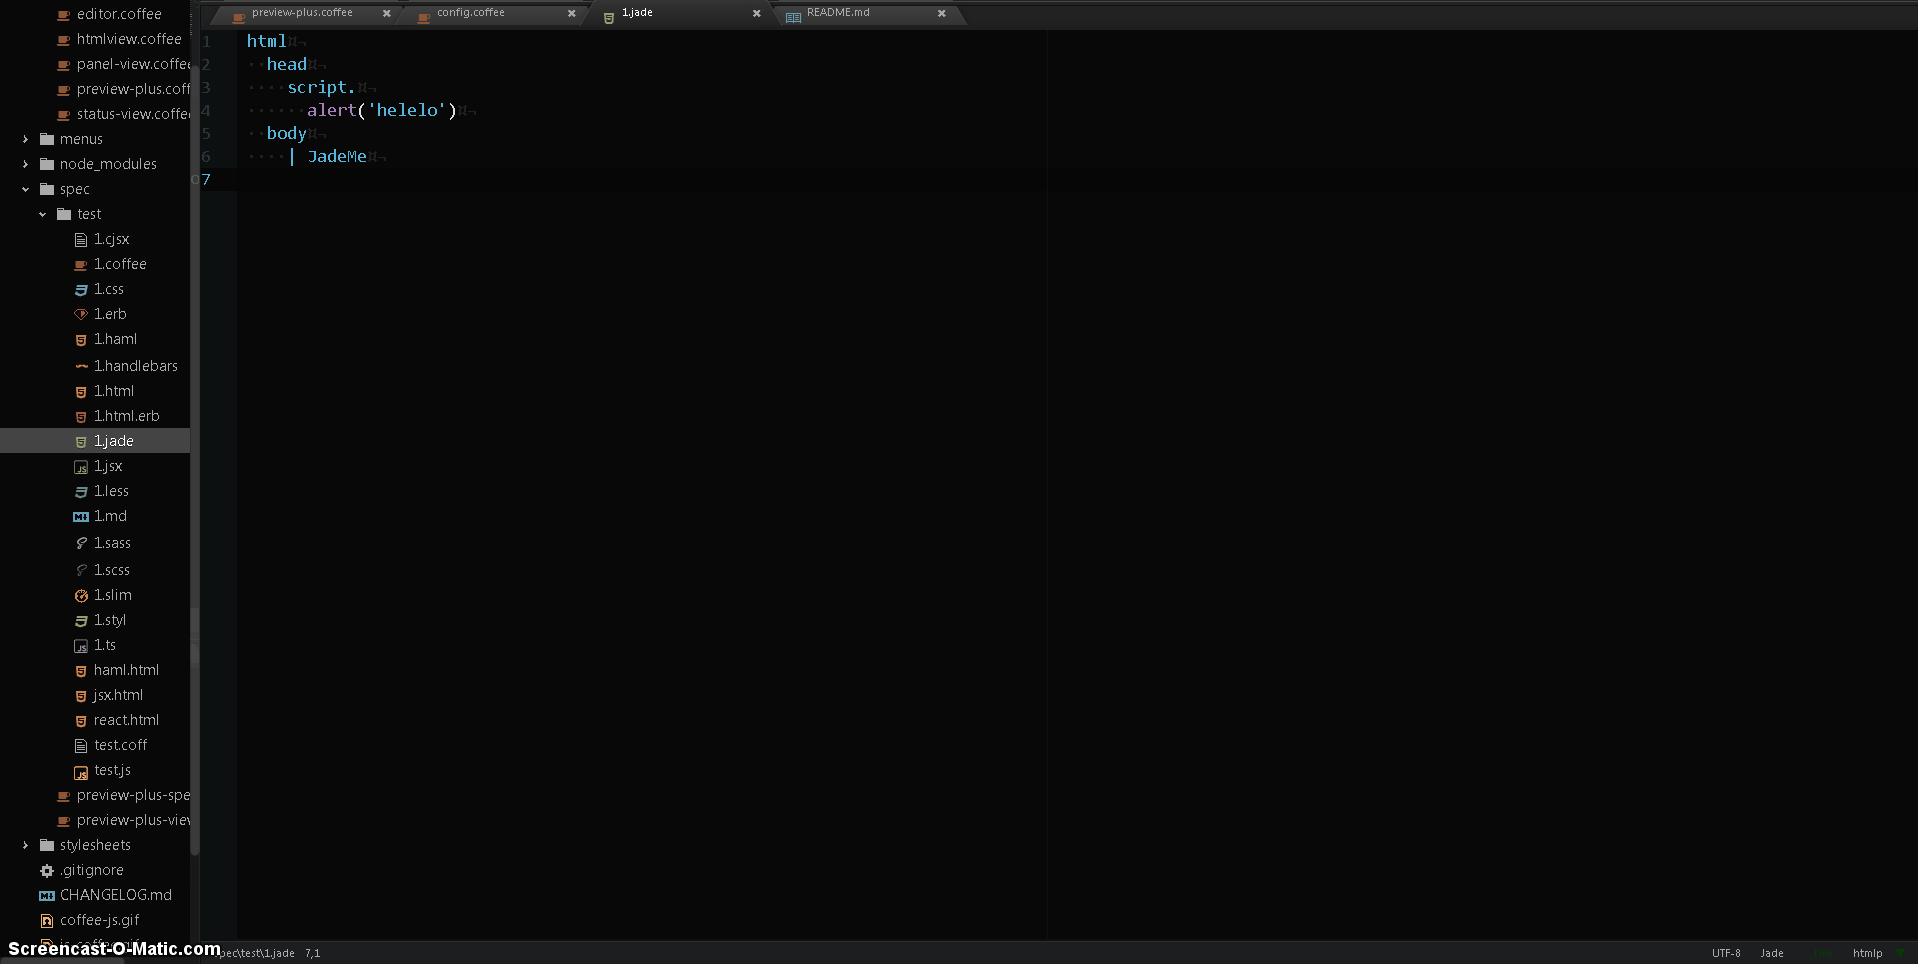 editor.coffee
htmlview.coffee
panel-view.coffee
preview-plus.coff
status-view.coffee
menus
node_modules
spec
test
1.cjsx
1.coffee
1.css
1.erb
1.haml
1.handlebars
1.html
1.html.erb
1.jade
1.jsx
1.less
1.md
1.sass
1.scss
1.slim
1.styl
1.ts
haml.html
jsx.html
react.html
test.coff
test.js
preview-plus-spe
preview-plus-view
stylesheets
.gitignore
CHANGELOG.md
coffee-js.gif
Screencast-O-Matic.com
preview-plus.coffee config.coffee 1.jade README.md
1 html
2 head
3 script.
4 alert('helelo')
5 body
6 | JadeMe
7
pec\test\1.jade 7,1 UTF-8 Jade htmlp